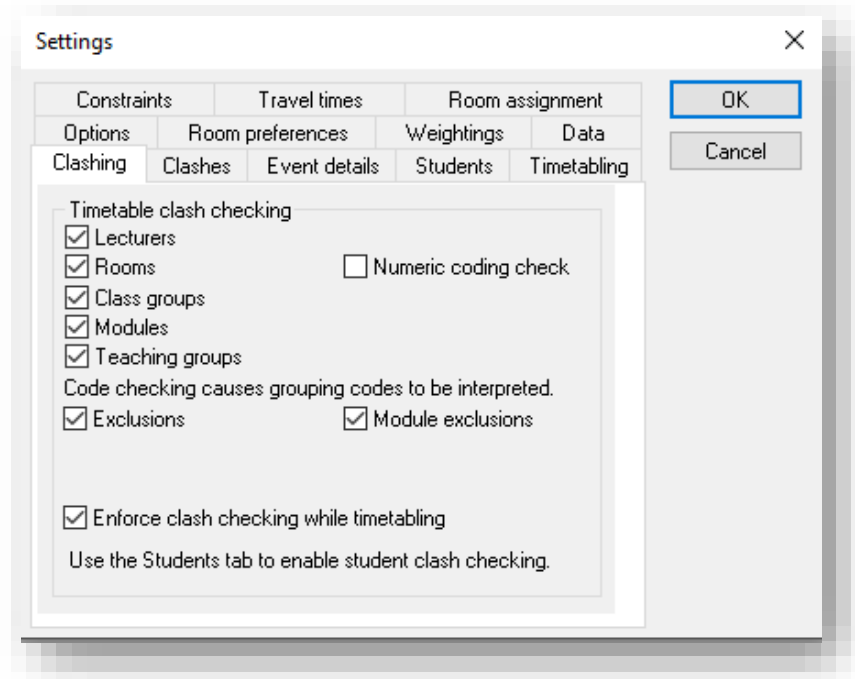 Settings
Constraints Travel times Room assignment OK
Options Room preferences Weightings Data Cancel
Clashing Clashes Event details Students Timetabling
Timetable clash checking
Lecturers
Rooms Numeric coding check
Class groups
Modules
Teaching groups
Code checking causes grouping codes to be interpreted.
Exclusions Module exclusions
Enforce clash checking while timetabling
Use the Students tab to enable student clash checking.